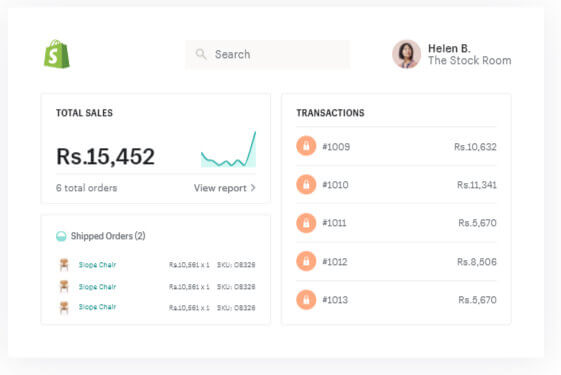 Search
Helen B.
The Stock Room
TOTAL SALES
Rs.15,452
6 total orders View report
Shipped Orders (2)
Slope Chair Rs.10,561 x 1 SKU: 08326
Slope Chair Rs.10,561 x 1 SKU: 08326
Slope Chair Rs.10,561 x 1 SKU: 08326
TRANSACTIONS
#1009 Rs.10,632
#1010 Rs.11,341
#1011 Rs.5,670
#1012 Rs.8,506
#1013 Rs.5,670